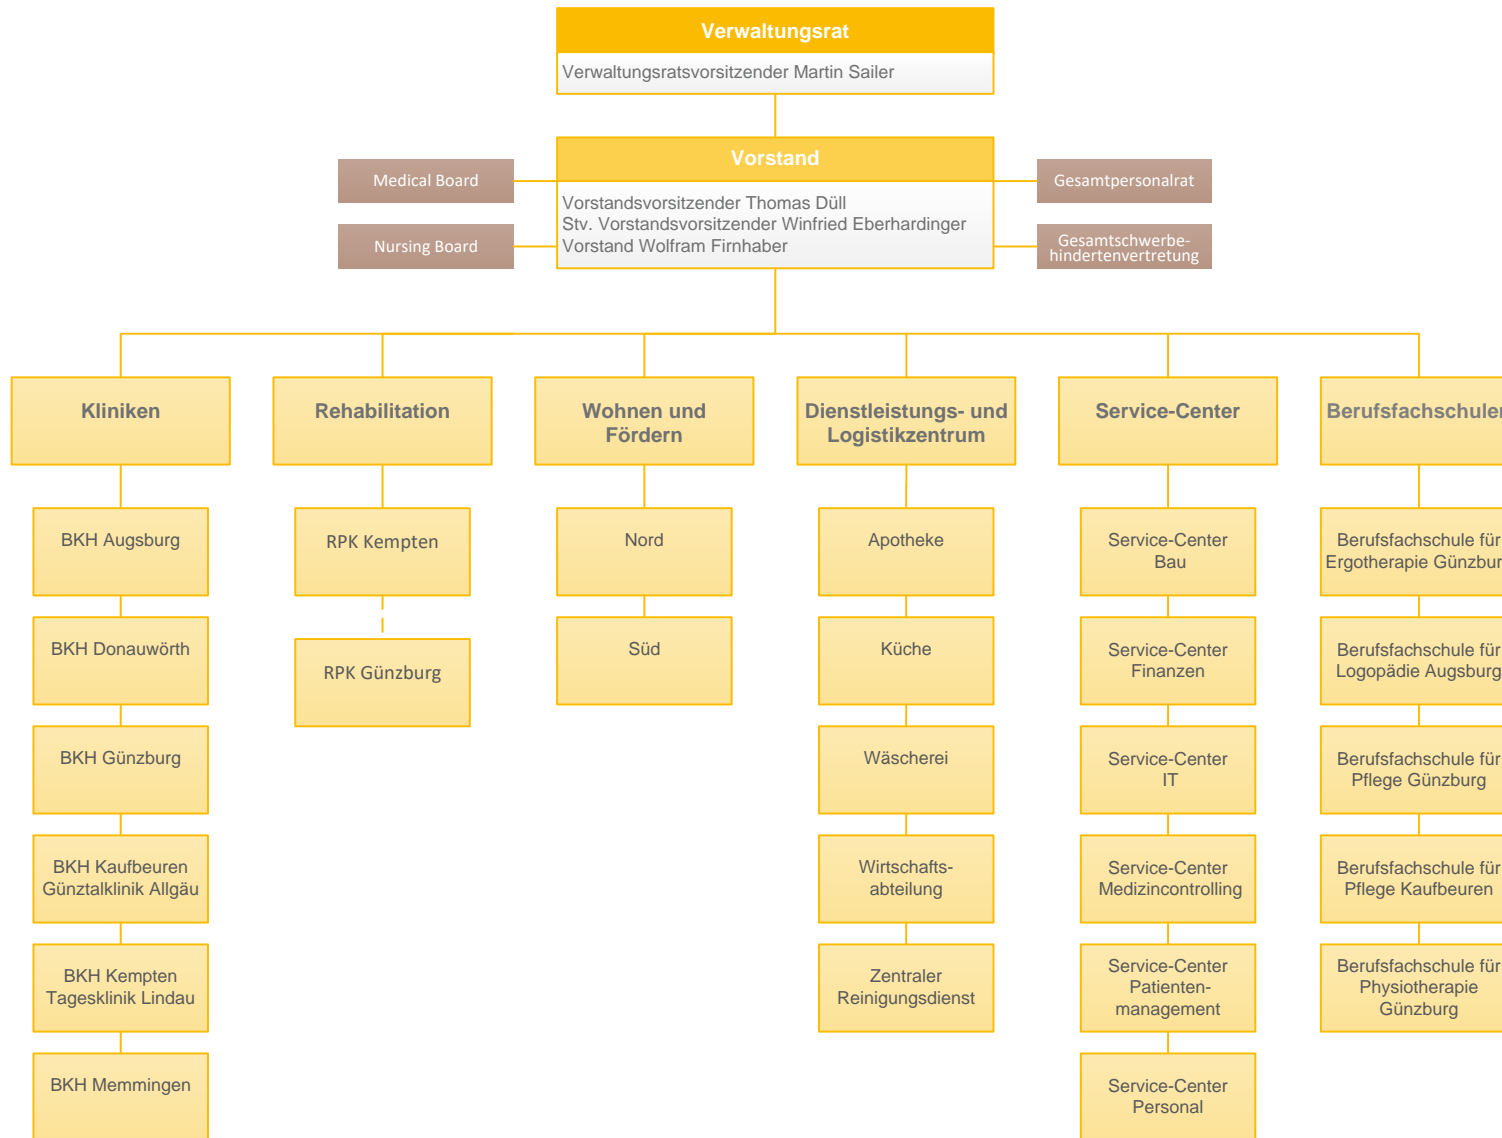 Verwaltungsrat
Verwaltungsratsvorsitzender Martin Sailer
Vorstand
Vorstandsvorsitzender Thomas Düll
Stv. Vorstandsvorsitzender Winfried Eberhardinger
Vorstand Wolfram Firnhaber
Medical Board
Nursing Board
Gesamtpersonalrat
Gesamtschwerbe-
hindertenvertretung
Kliniken
BKH Augsburg
BKH Donauwörth
BKH Günzburg
BKH Kaufbeuren
Günztalklinik Allgäu
BKH Kempten
Tagesklinik Lindau
BKH Memmingen
Rehabilitation
RPK Kempten
RPK Günzburg
Wohnen und
Fördern
Nord
Süd
Dienstleistungs- und
Logistikzentrum
Apotheke
Küche
Wäscherei
Wirtschafts-
abteilung
Zentraler
Reinigungsdienst
Service-Center
Service-Center
Bau
Service-Center
Finanzen
Service-Center
IT
Service-Center
Medizincontrolling
Service-Center
Patienten-
management
Service-Center
Personal
Berufsfachschulen
Berufsfachschule für
Ergotherapie Günzbur
Berufsfachschule für
Logopädie Augsburg
Berufsfachschule für
Pflege Günzburg
Berufsfachschule für
Pflege Kaufbeuren
Berufsfachschule für
Physiotherapie
Günzburg